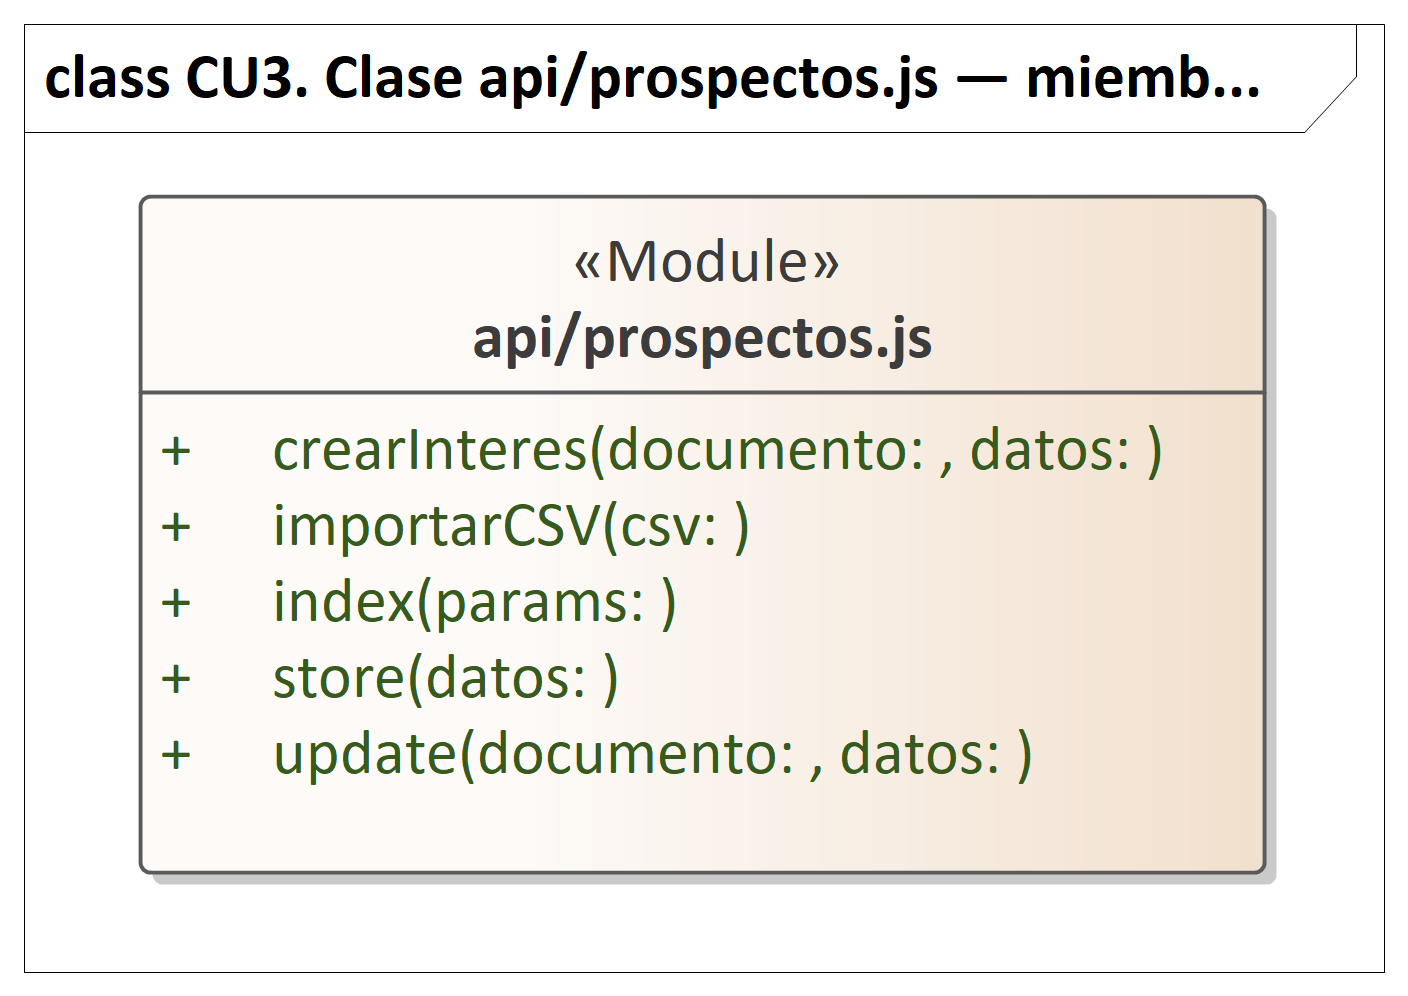 class CU3. Clase api/prospectos.js — miemb...
«Module»
api/prospectos.js
+ crearInteres(documento: , datos: )
+ importarCSV(csv: )
+ index(params: )
+ store(datos: )
+ update(documento: , datos: )